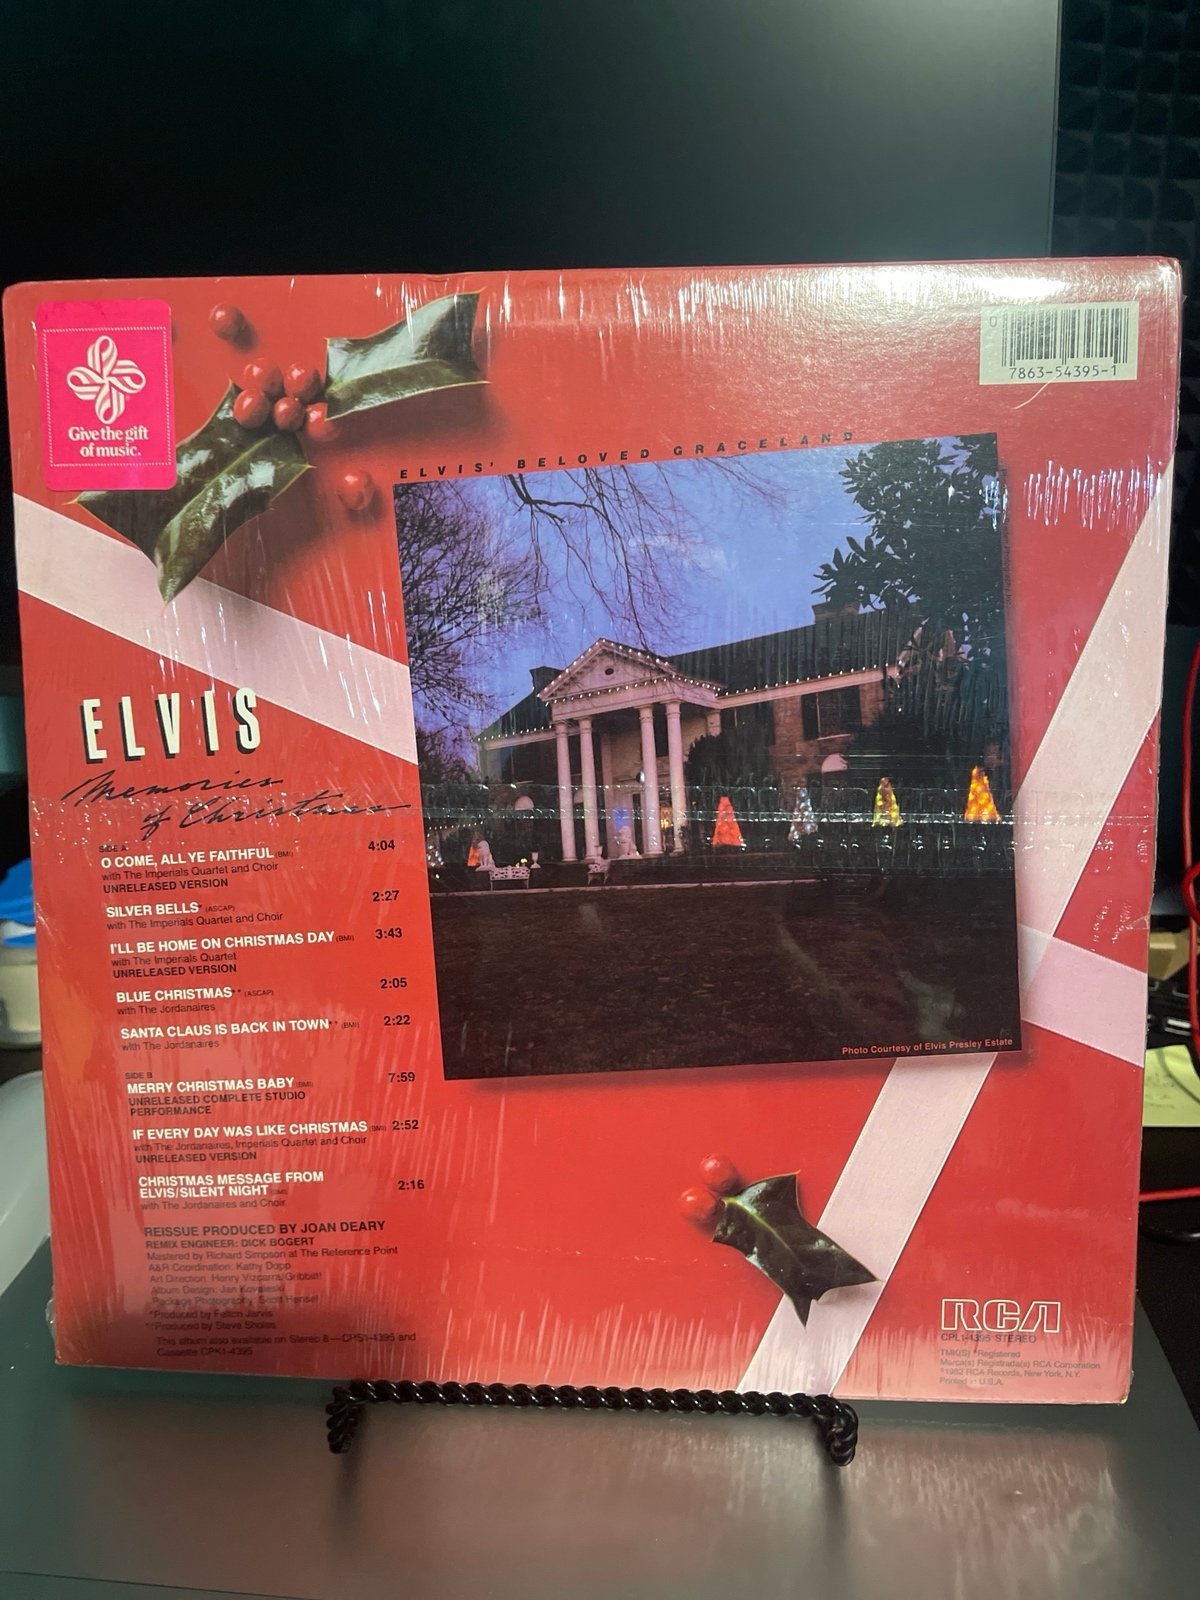 Give the gift
of music.
0
7863-54395-1
ELVIS' BELOVED GRACELAND
Photo Courtesy of Elvis Presley Estate
ELVIS
Memories
of Christmas
SIDE A
O COME, ALL YE FAITHFUL (BMI) 4:04
with The Imperials Quartet and Choir
UNRELEASED VERSION
SILVER BELLS* (ASCAP) 2:27
with The Imperials Quartet and Choir
I'LL BE HOME ON CHRISTMAS DAY (BMI) 3:43
with The Imperials Quartet
UNRELEASED VERSION
BLUE CHRISTMAS** (ASCAP) 2:05
with The Jordanaires
SANTA CLAUS IS BACK IN TOWN** (BMI) 2:22
with The Jordanaires
SIDE B
MERRY CHRISTMAS BABY (BMI) 7:59
UNRELEASED COMPLETE STUDIO
PERFORMANCE
IF EVERY DAY WAS LIKE CHRISTMAS (BMI) 2:52
with The Jordanaires, Imperials Quartet and Choir
UNRELEASED VERSION
CHRISTMAS MESSAGE FROM
ELVIS/SILENT NIGHT (BMI) 2:16
with The Jordanaires and Choir
REISSUE PRODUCED BY JOAN DEARY
REMIX ENGINEER: DICK BOGERT
Mastered by Richard Simpson at The Reference Point
A&R Coordination: Kathy Dopp
Art Direction: Henry Vizcarra, Gribbitt!
Album Design: Jan Kovaleski
Package Photography: Scott Hensel
*Produced by Felton Jarvis
**Produced by Steve Sholes
This album also available on Stereo 8—CPS1-4395 and
Cassette CPK1-4395
RCA
CPL1-4395 STEREO
TMK(S) ® Registered
Marca(s) Registrada(s) RCA Corporation
©1982 RCA Records, New York, N.Y.
Printed in U.S.A.